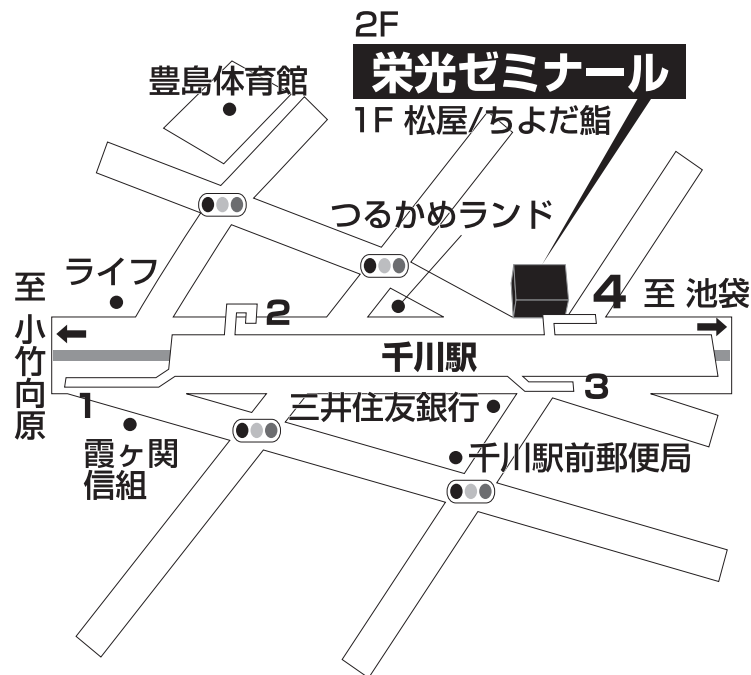 2F
栄光ゼミナール
1F 松屋/ちよだ鮨
豊島体育館
つるかめランド
ライフ
至 小竹向原
2
4
至 池袋
千川駅
1
3
三井住友銀行
霞ヶ関
信組
千川駅前郵便局